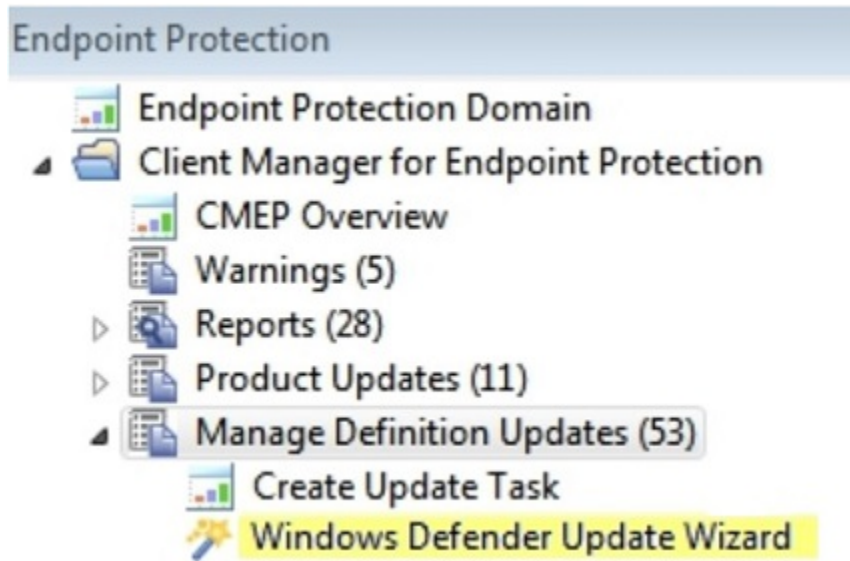 Endpoint Protection
Endpoint Protection Domain
Client Manager for Endpoint Protection
CMEP Overview
Warnings (5)
Reports (28)
Product Updates (11)
Manage Definition Updates (53)
Create Update Task
Windows Defender Update Wizard